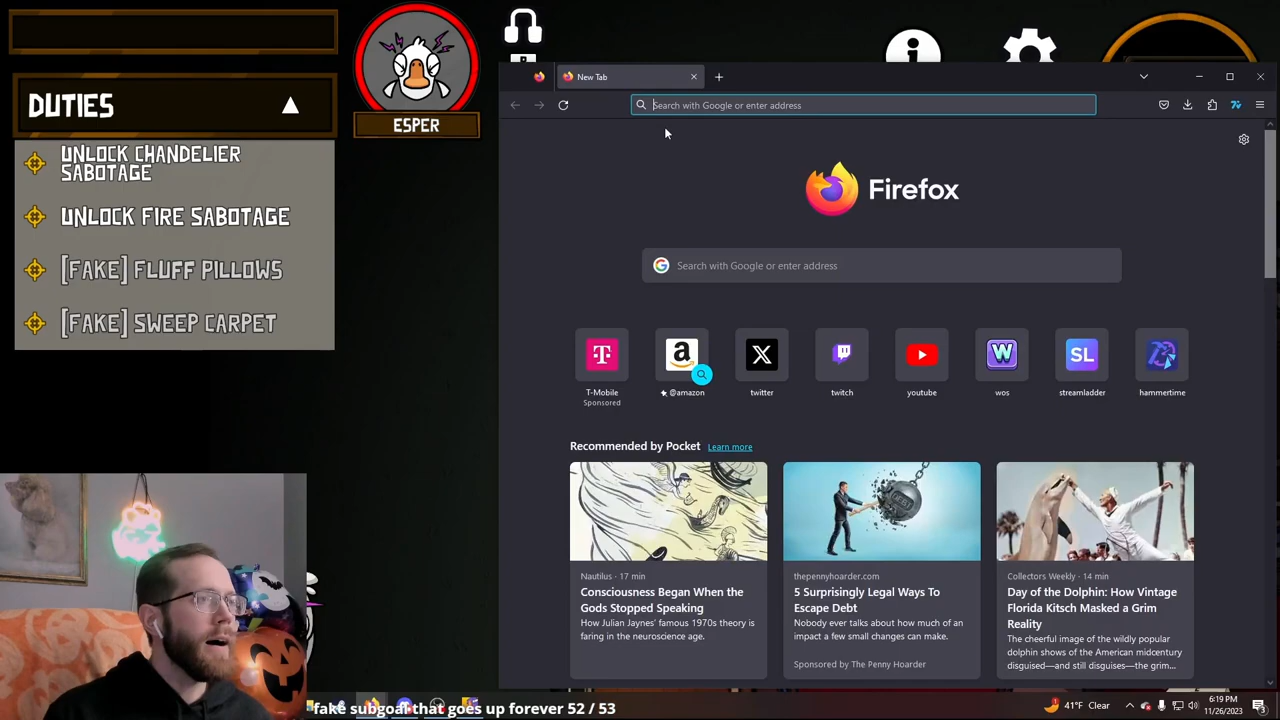 DUTIES
UNLOCK CHANDELIER
SABOTAGE
UNLOCK FIRE SABOTAGE
[FAKE] FLUFF PILLOWS
[FAKE] SWEEP CARPET
ESPER
New Tab
Search with Google or enter address
Firefox
Search with Google or enter address
T-Mobile
Sponsored
@amazon
twitter
twitch
youtube
wos
streamladder
hammertime
Recommended by Pocket
Learn more
Nautilus · 17 min
Consciousness Began When the
Gods Stopped Speaking
How Julian Jaynes' famous 1970s theory is
faring in the neuroscience age.
thepennyhoarder.com
5 Surprisingly Legal Ways To
Escape Debt
Nobody ever talks about how much of an
impact a few small changes can make.
Sponsored by The Penny Hoarder
Collectors Weekly · 14 min
Day of the Dolphin: How Vintage
Florida Kitsch Masked a Grim
Reality
The cheerful image of the wildly popular
dolphin shows of the American midcentury
disguised—and still disguises—the grim...
fake subgoal that goes up forever 52 / 53
41°F Clear
6:19 PM
11/26/2023